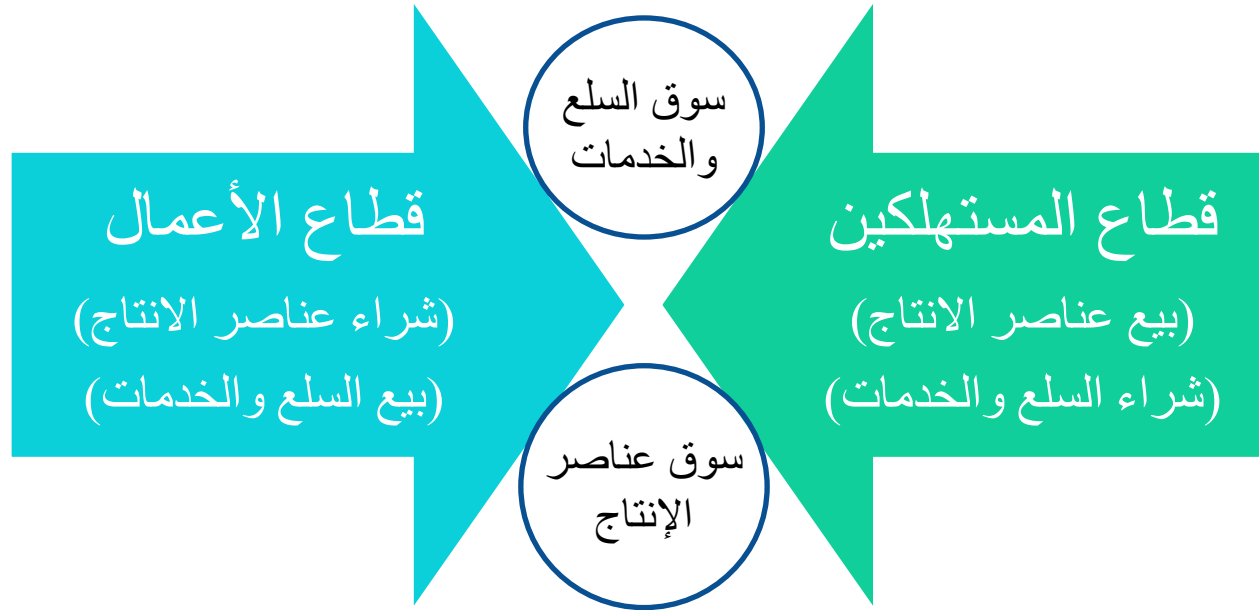 سوق السلع
والخدمات
قطاع المستهلكين
(بيع عناصر الانتاج)
(شراء السلع والخدمات)
قطاع الأعمال
(شراء عناصر الانتاج)
(بيع السلع والخدمات)
سوق عناصر
الإنتاج